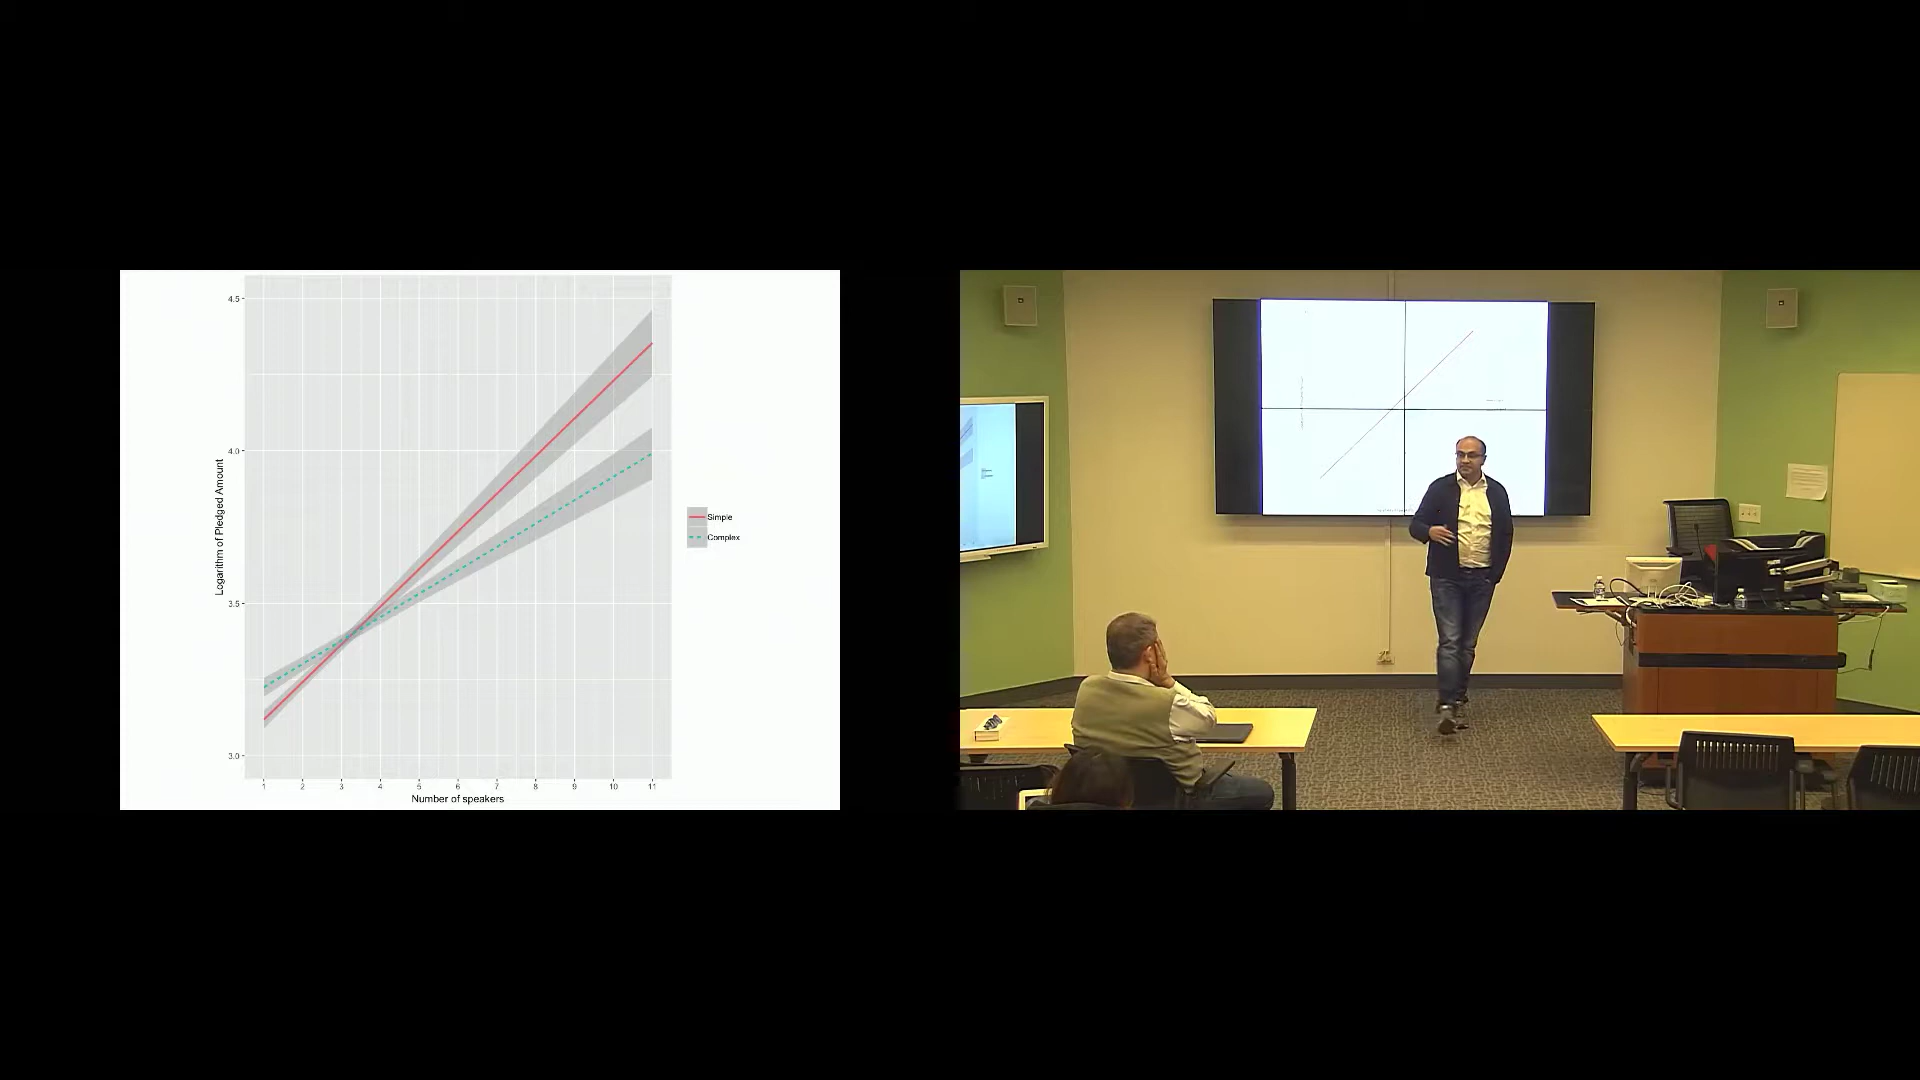 4.5
4.0
3.5
3.0
Logarithm of Pledged Amount
1 2 3 4 5 6 7 8 9 10 11
Number of speakers
Simple
Complex